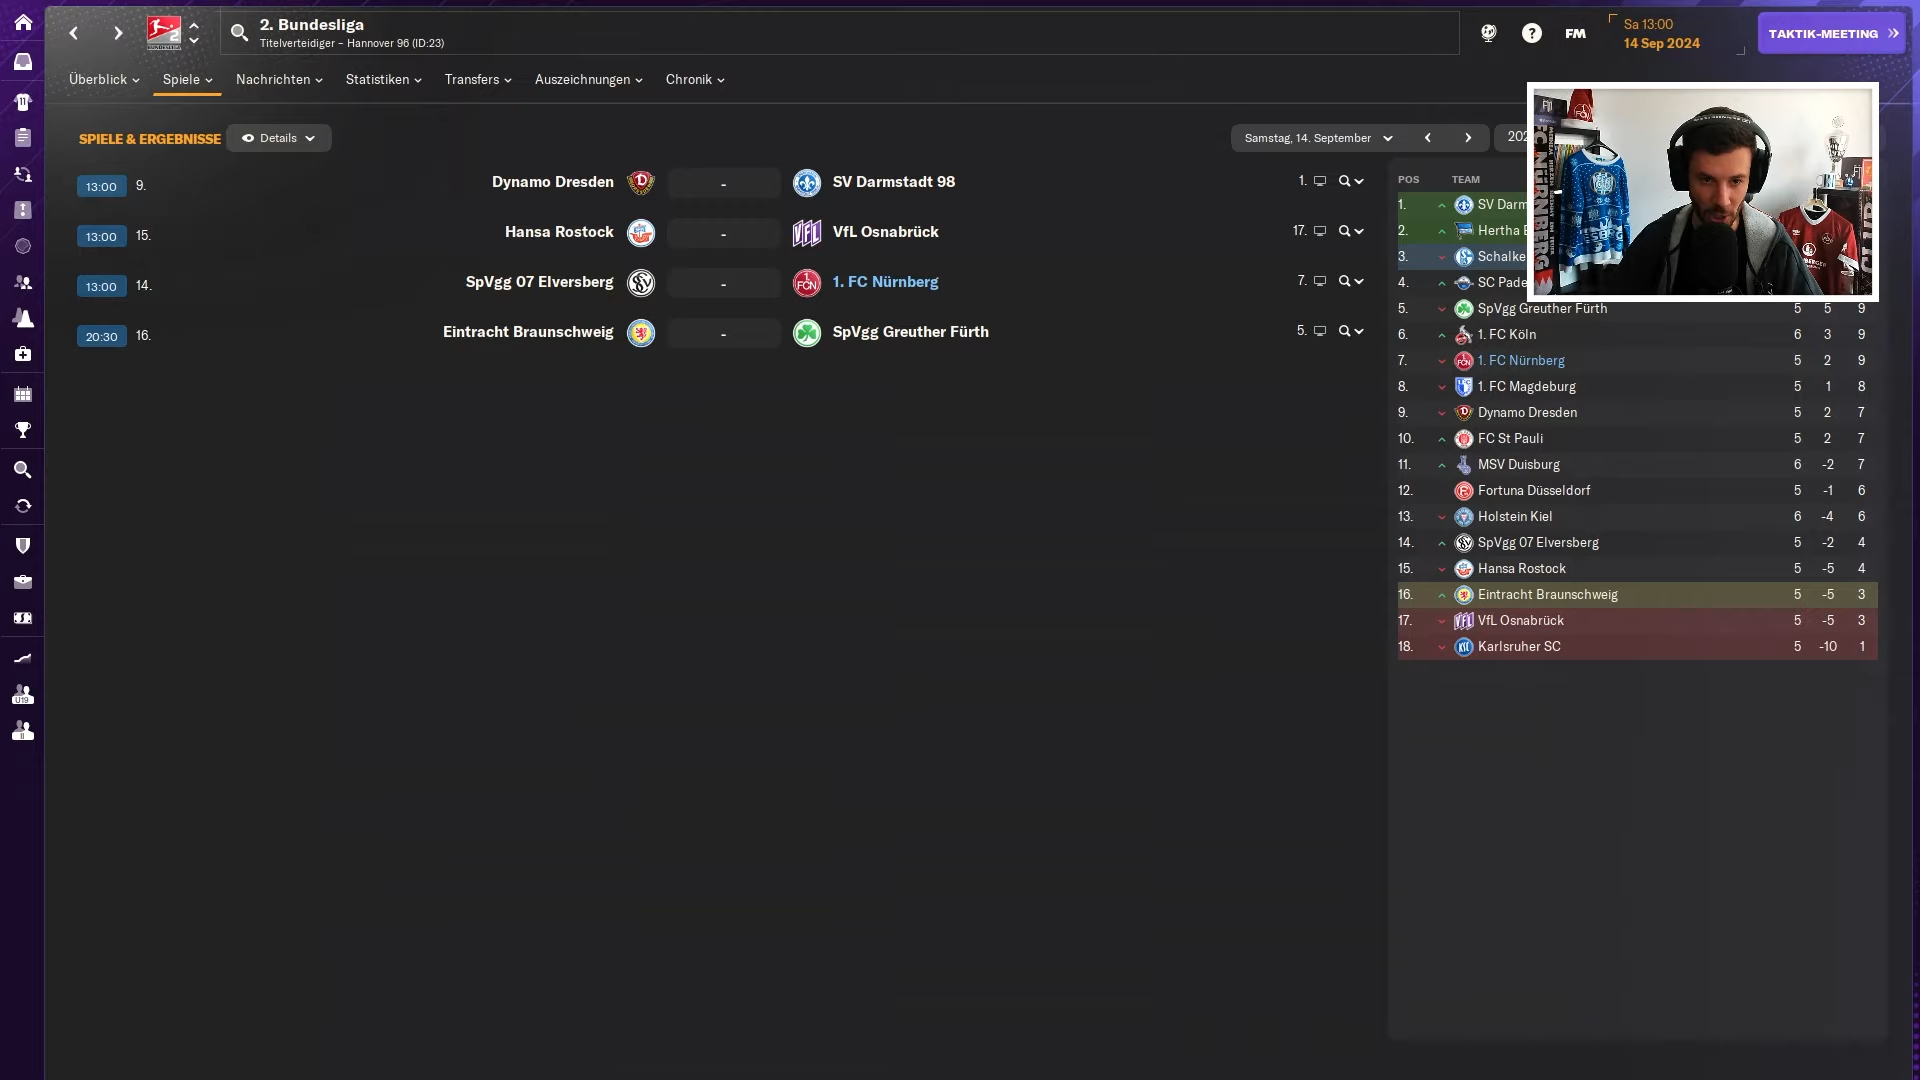 2. Bundesliga
Titelverteidiger – Hannover 96 (ID:23)
FM
Sa 13:00
14 Sep 2024
TAKTIK-MEETING
Überblick
Spiele
Nachrichten
Statistiken
Transfers
Auszeichnungen
Chronik
SPIELE & ERGEBNISSE
Details
Samstag, 14. September
202
13:00 9. Dynamo Dresden - SV Darmstadt 98 1.
13:00 15. Hansa Rostock - VfL Osnabrück 17.
13:00 14. SpVgg 07 Elversberg - 1. FC Nürnberg 7.
20:30 16. Eintracht Braunschweig - SpVgg Greuther Fürth 5.
POS TEAM
1. SV Darm
2. Hertha
3. Schalke
4. SC Pade
5. SpVgg Greuther Fürth 5 5 9
6. 1. FC Köln 6 3 9
7. 1. FC Nürnberg 5 2 9
8. 1. FC Magdeburg 5 1 8
9. Dynamo Dresden 5 2 7
10. FC St Pauli 5 2 7
11. MSV Duisburg 6 -2 7
12. Fortuna Düsseldorf 5 -1 6
13. Holstein Kiel 6 -4 6
14. SpVgg 07 Elversberg 5 -2 4
15. Hansa Rostock 5 -5 4
16. Eintracht Braunschweig 5 -5 3
17. VfL Osnabrück 5 -5 3
18. Karlsruher SC 5 -10 1
U19
II